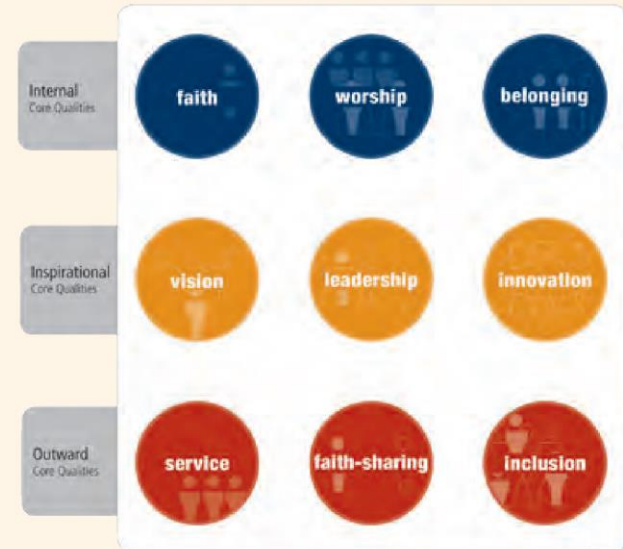 Internal
Core Qualities
faith
worship
belonging
Inspirational
Core Qualities
vision
leadership
innovation
Outward
Core Qualities
service
faith-sharing
inclusion